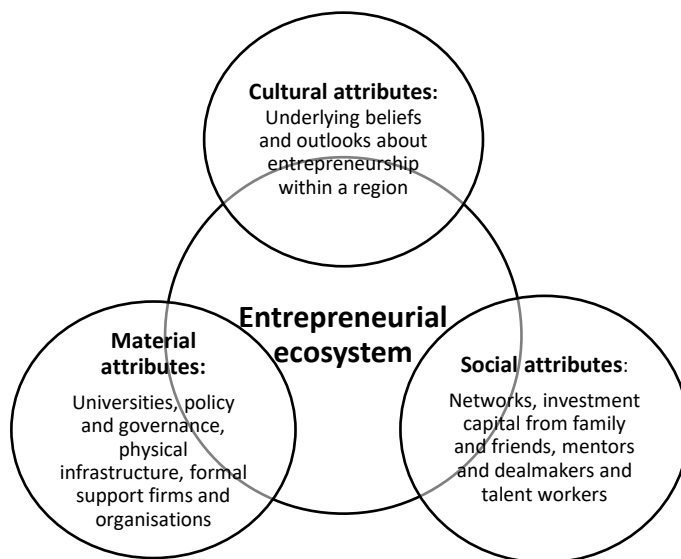 Cultural attributes:
Underlying beliefs
and outlooks about
entrepreneurship
within a region
Entrepreneurial
ecosystem
Material
attributes:
Universities, policy
and governance,
physical
infrastructure, formal
support firms and
organisations
Social attributes:
Networks, investment
capital from family
and friends, mentors
and dealmakers and
talent workers